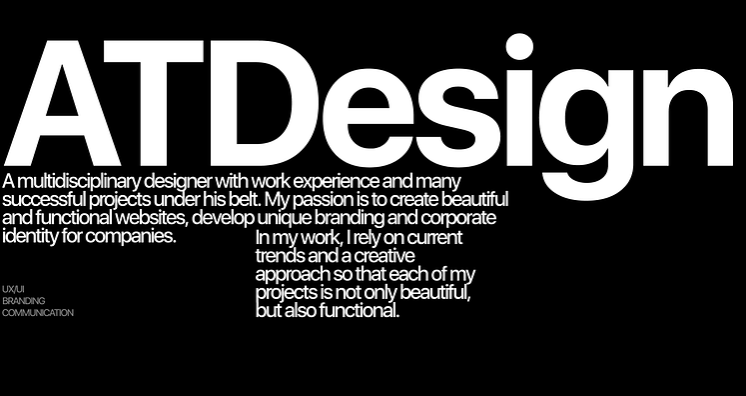 ATDesign
A multidisciplinary designer with work experience and many
successful projects under his belt. My passion is to create beautiful
and functional websites, develop unique branding and corporate
identity for companies.
In my work, I rely on current
trends and a creative
approach so that each of my
projects is not only beautiful,
but also functional.
UX/UI
BRANDING
COMMUNICATION